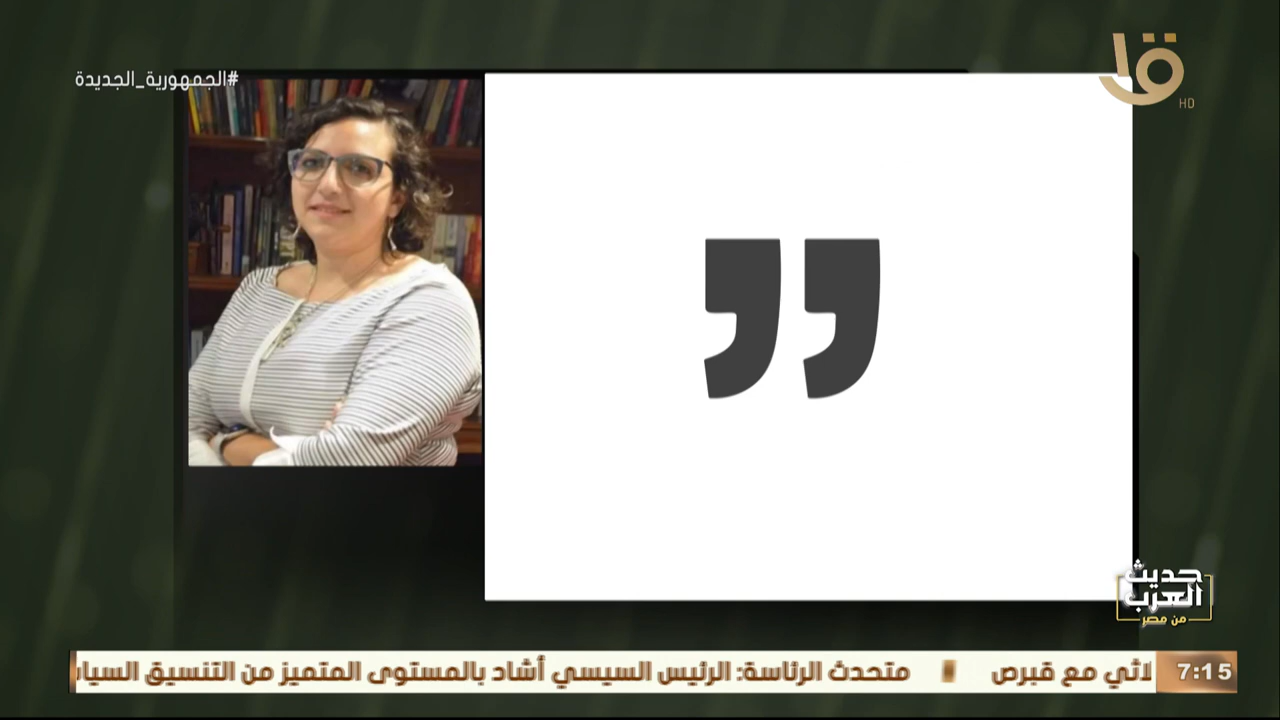 #الجمهورية_الجديدة
HD
حديث
العرب
من مصر
7:15
لاثي مع قبرص
متحدث الرئاسة: الرئيس السيسي أشاد بالمستوى المتميز من التنسيق السيا